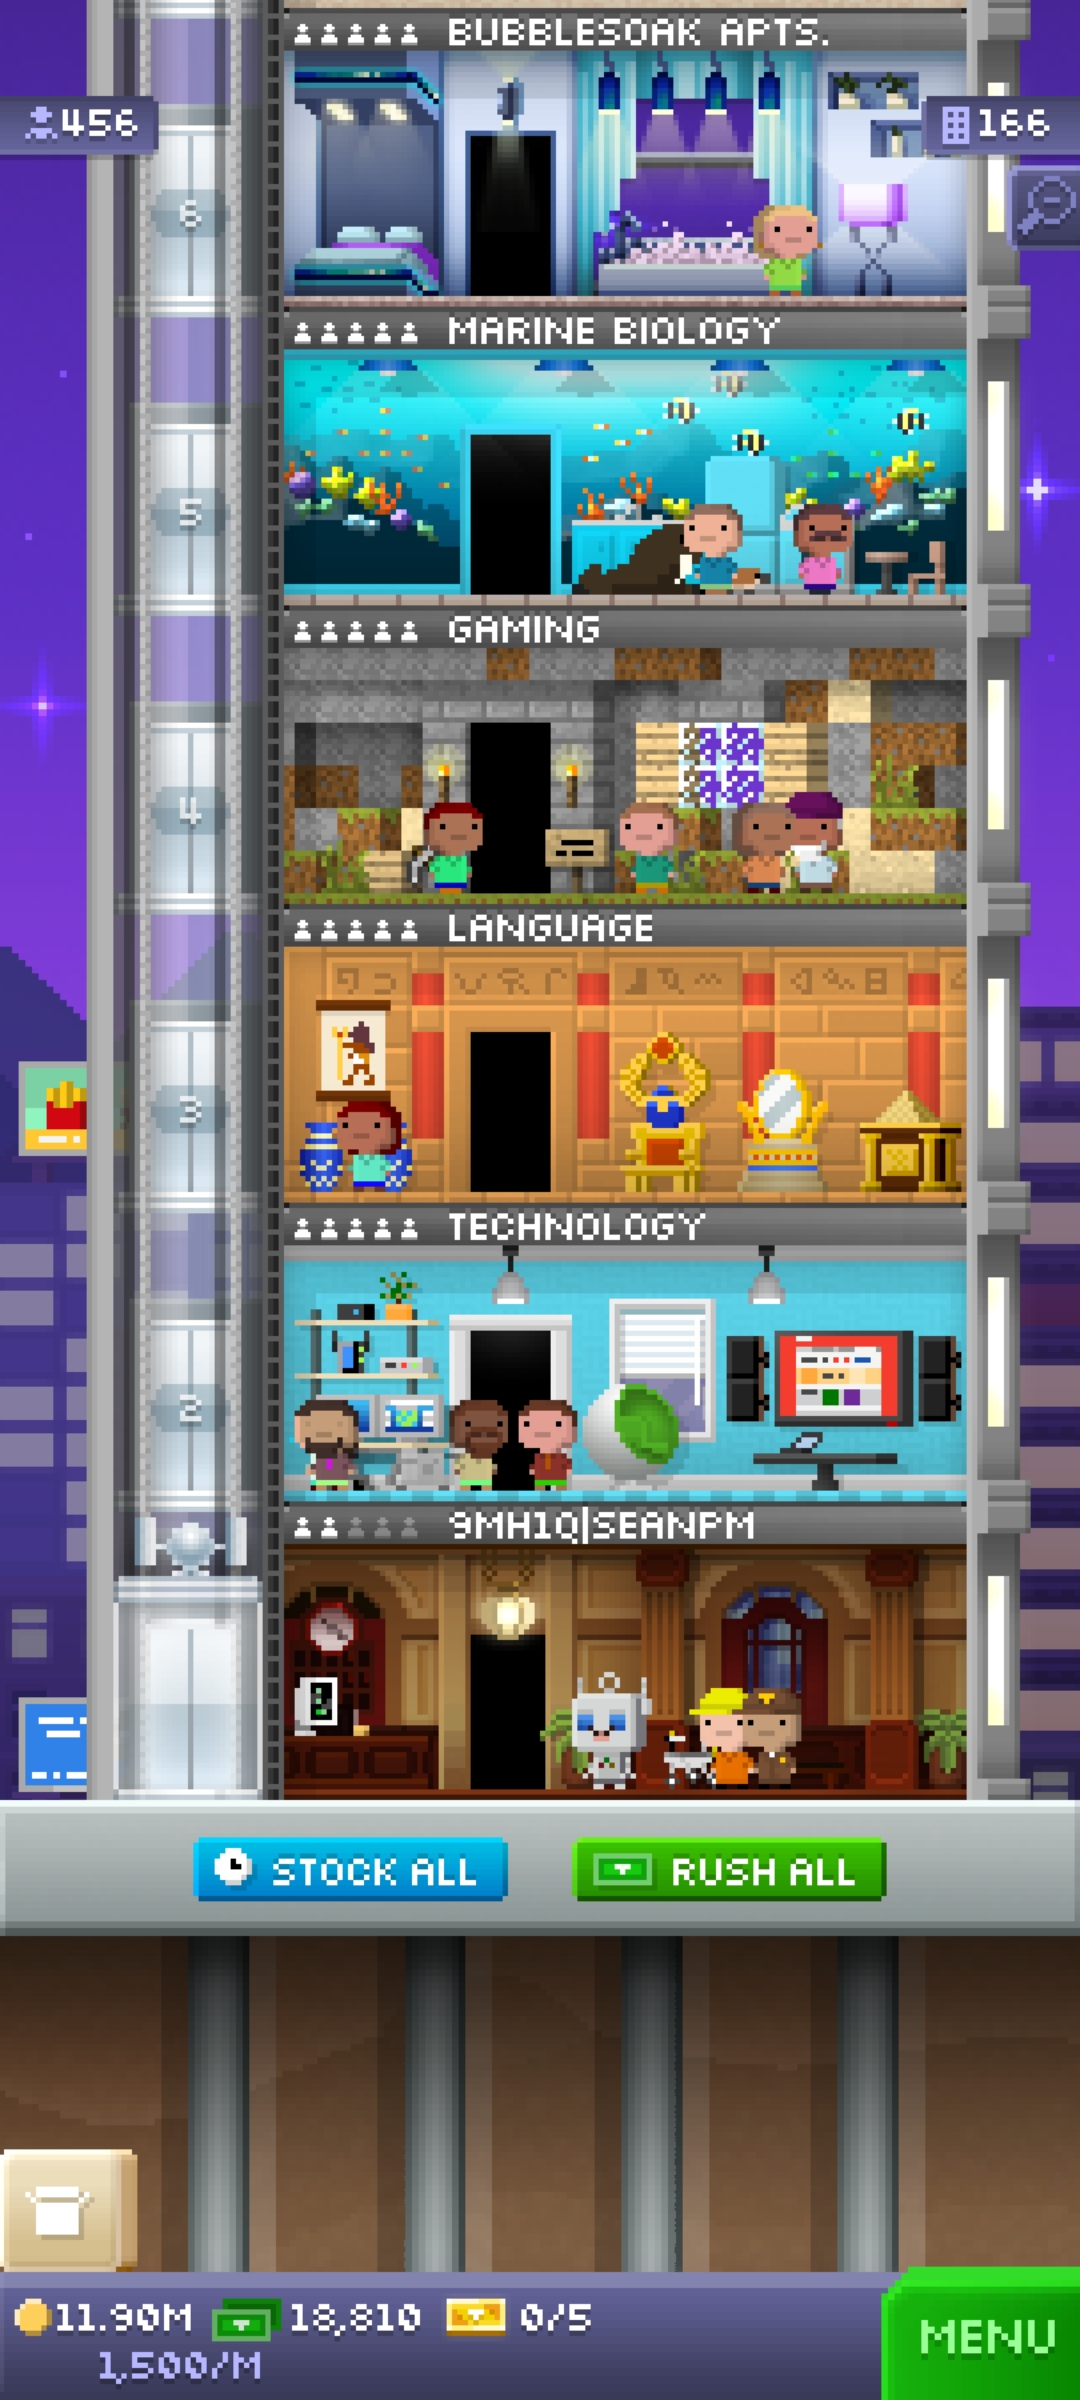 BUBBLESOAK APTS.
456
166
6
MARINE BIOLOGY
5
GAMING
4
LANGUAGE
3
TECHNOLOGY
2
9MH1Q|SEANPM
STOCK ALL
RUSH ALL
11.90M
18,810
0/5
1,500/M
MENU